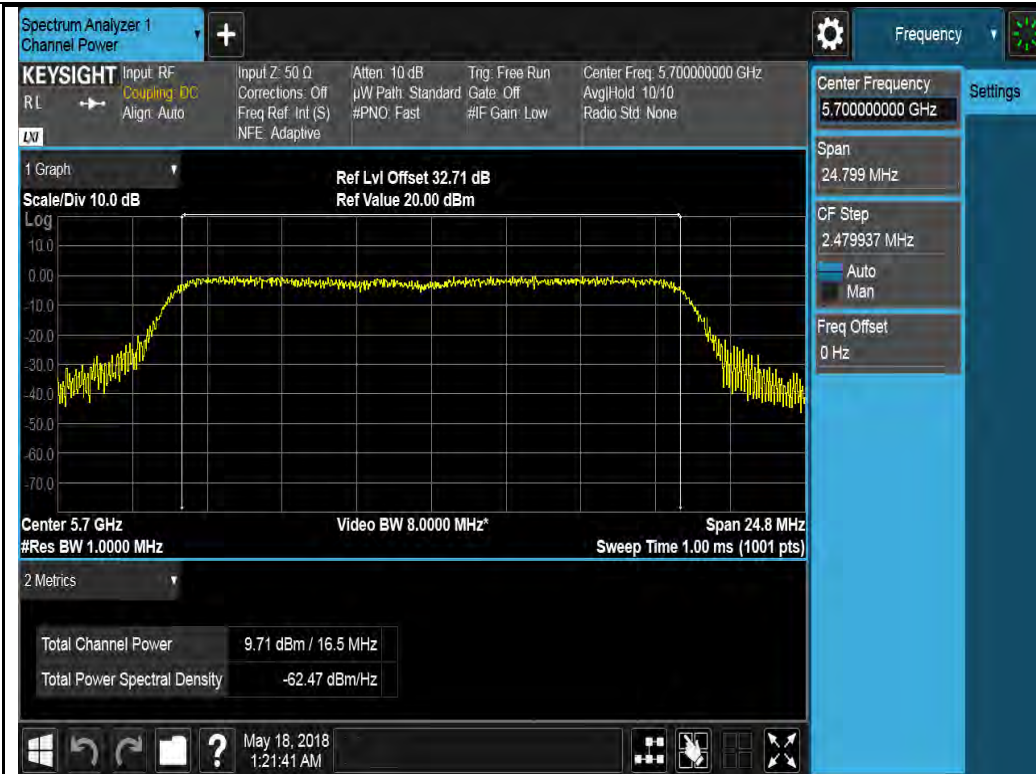 Spectrum Analyzer 1
Channel Power
+
Frequency
KEYSIGHT
RL
LXI
Input: RF
Coupling: DC
Align: Auto
Input Z: 50 Ω
Corrections: Off
Freq Ref: Int (S)
NFE: Adaptive
Atten: 10 dB
µW Path: Standard
#PNO: Fast
Trig: Free Run
Gate: Off
#IF Gain: Low
Center Freq: 5.700000000 GHz
Avg|Hold: 10/10
Radio Std: None
Center Frequency
5.700000000 GHz
Settings
Span
24.799 MHz
CF Step
2.479937 MHz
Auto
Man
Freq Offset
0 Hz
1 Graph
Scale/Div 10.0 dB
Ref Lvl Offset 32.71 dB
Ref Value 20.00 dBm
Log
10.0
0.00
-10.0
-20.0
-30.0
-40.0
-50.0
-60.0
-70.0
Center 5.7 GHz
#Res BW 1.0000 MHz
Video BW 8.0000 MHz*
Span 24.8 MHz
Sweep Time 1.00 ms (1001 pts)
2 Metrics
Total Channel Power 9.71 dBm / 16.5 MHz
Total Power Spectral Density -62.47 dBm/Hz
?
May 18, 2018
1:21:41 AM